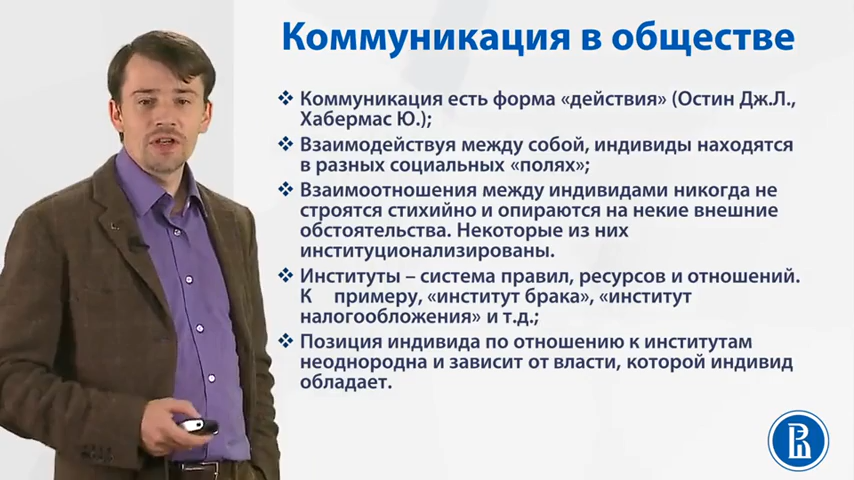 Коммуникация в обществе
Коммуникация есть форма «действия» (Остин Дж.Л.,
Хабермас Ю.);
Взаимодействуя между собой, индивиды находятся
в разных социальных «полях»;
Взаимоотношения между индивидами никогда не
строятся стихийно и опираются на некие внешние
обстоятельства. Некоторые из них
институционализированы.
Институты – система правил, ресурсов и отношений.
К примеру, «институт брака», «институт
налогообложения» и т.д.;
Позиция индивида по отношению к институтам
неоднородна и зависит от власти, которой индивид
обладает.